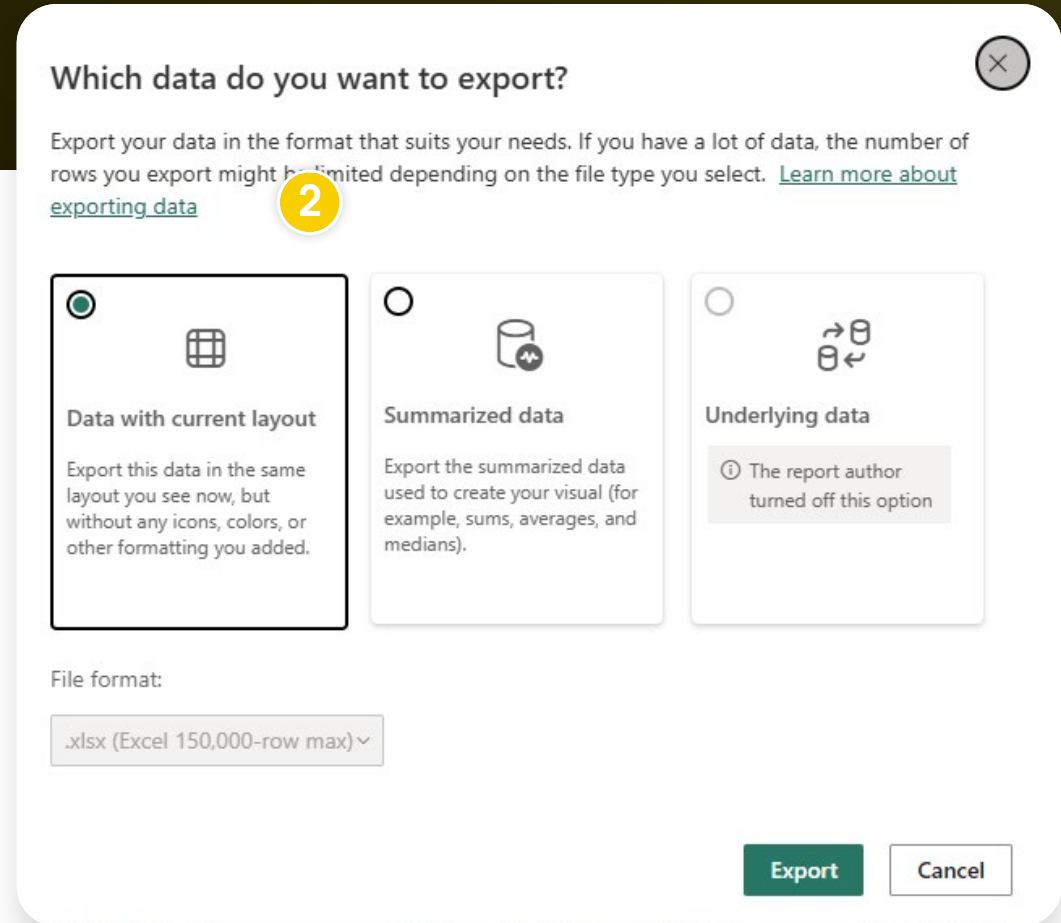 Which data do you want to export?
Export your data in the format that suits your needs. If you have a lot of data, the number of
rows you export might limited depending on the file type you select. Learn more about
exporting data
2
Data with current layout
Export this data in the same
layout you see now, but
without any icons, colors, or
other formatting you added.
Summarized data
Export the summarized data
used to create your visual (for
example, sums, averages, and
medians).
Underlying data
The report author
turned off this option
File format:
.xlsx (Excel 150,000-row max)
Export
Cancel